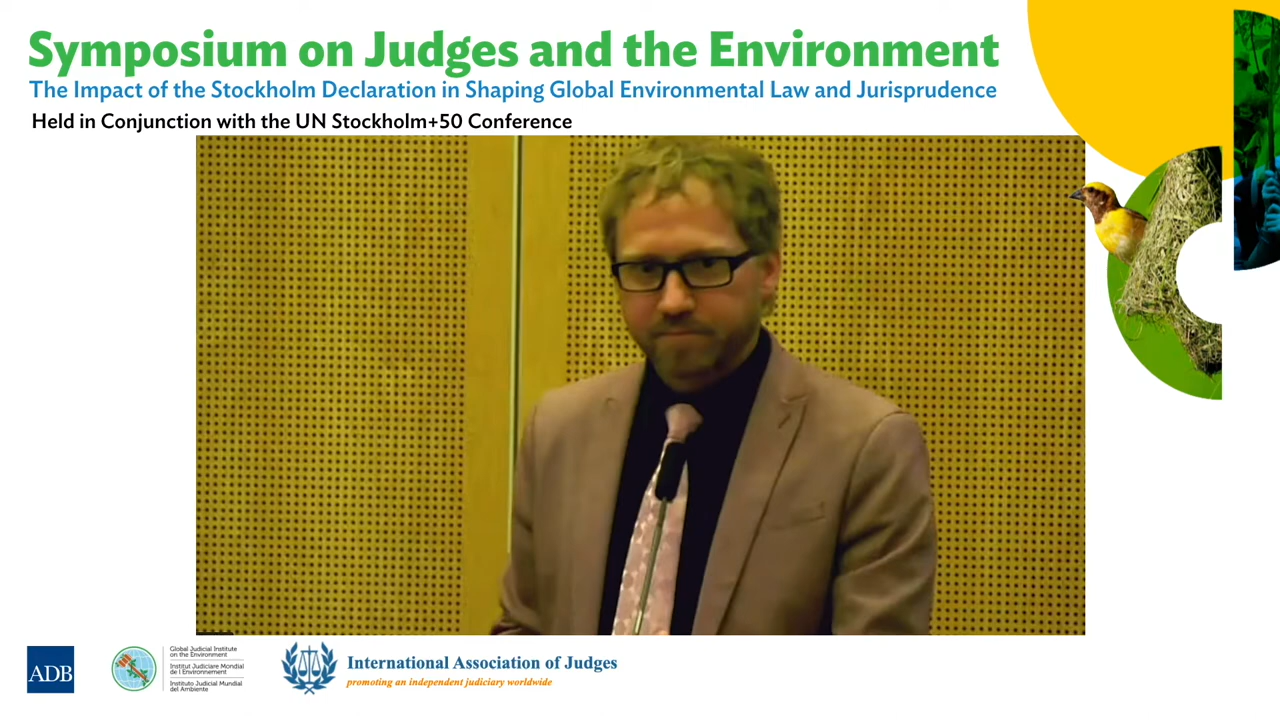 Symposium on Judges and the Environment
The Impact of the Stockholm Declaration in Shaping Global Environmental Law and Jurisprudence
Held in Conjunction with the UN Stockholm+50 Conference
ADB
Global Judicial Institute
on the Environment
Institut Judiciaire Mondial
de l'Environnement
Instituto Judicial Mundial
del Ambiente
International Association of Judges
promoting an independent judiciary worldwide